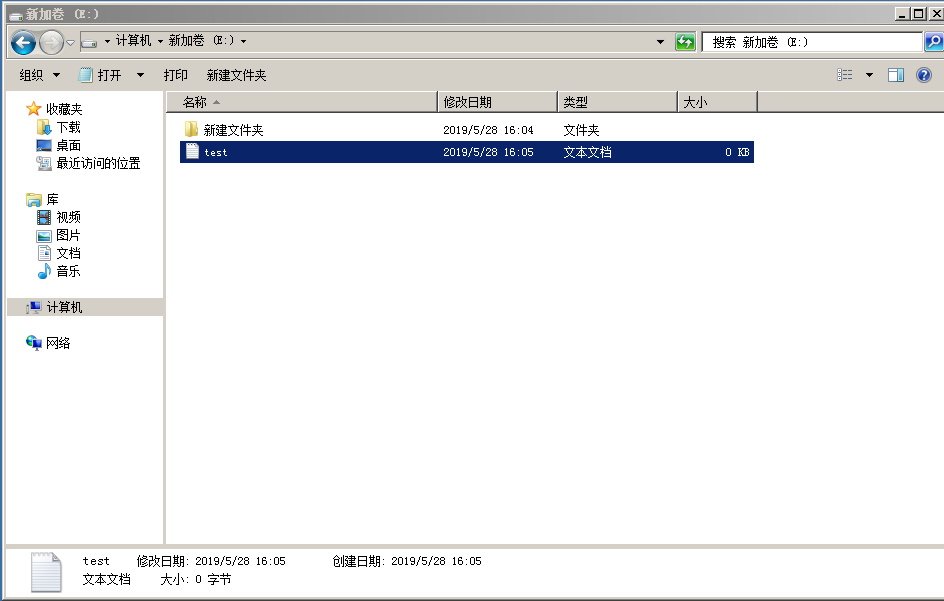 新加卷 (E:)
计算机 新加卷 (E:)
搜索 新加卷 (E:)
组织 打开 打印 新建文件夹
名称 修改日期 类型 大小
新建文件夹 2019/5/28 16:04 文件夹
test 2019/5/28 16:05 文本文档 0 KB
收藏夹
下载
桌面
最近访问的位置
库
视频
图片
文档
音乐
计算机
网络
test 修改日期: 2019/5/28 16:05 创建日期: 2019/5/28 16:05
文本文档 大小: 0 字节